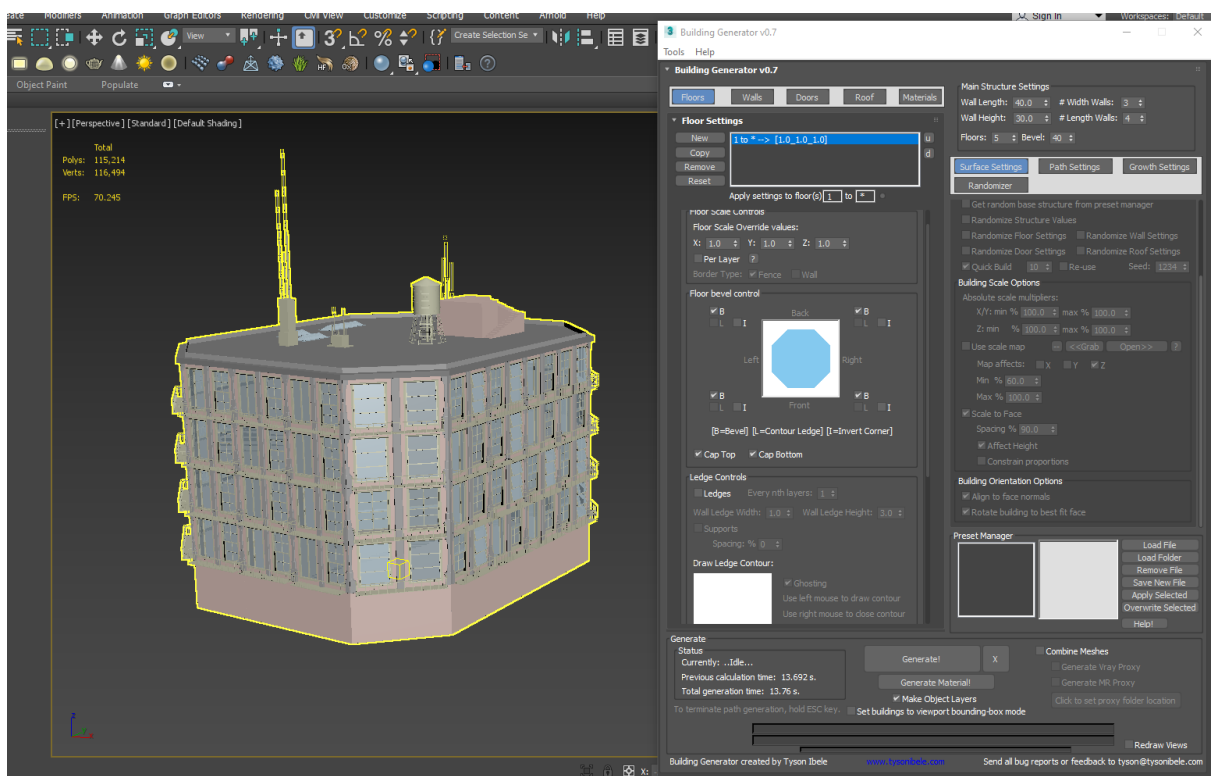 eate Modifiers Animation Graph Editors Rendering Civil View Customize Scripting Content Arnold Help
Sign In Workspaces: Default
View Create Selection Se
Object Paint Populate
[+] [Perspective] [Standard] [Default Shading]
Total
Polys: 115,214
Verts: 116,494
FPS: 70.245
z
x
X:
3 Building Generator v0.7
Tools Help
Building Generator v0.7
Floors Walls Doors Roof Materials
Floor Settings
New
Copy
Remove
Reset
1 to * --> [1.0_1.0_1.0]
u
d
Apply settings to floor(s) 1 to *
Floor Scale Controls
Floor Scale Override values:
X: 1.0 Y: 1.0 Z: 1.0
Per Layer ?
Border Type: Fence Wall
Floor bevel control
B Back B
L I L I
Left Right
B B
L I Front L I
[B=Bevel] [L=Contour Ledge] [I=Invert Corner]
Cap Top Cap Bottom
Ledge Controls
Ledges Every nth layers: 1
Wall Ledge Width: 1.0 Wall Ledge Height: 3.0
Supports
Spacing: % 0
Draw Ledge Contour:
Ghosting
Use left mouse to draw contour
Use right mouse to close contour
Main Structure Settings
Wall Length: 40.0 # Width Walls: 3
Wall Height: 30.0 # Length Walls: 4
Floors: 5 Bevel: 40
Surface Settings Path Settings Growth Settings
Randomizer
Get random base structure from preset manager
Randomize Structure Values
Randomize Floor Settings Randomize Wall Settings
Randomize Door Settings Randomize Roof Settings
Quick Build 10 Re-use Seed: 1234
Building Scale Options
Absolute scale multipliers:
X/Y: min % 100.0 max % 100.0
Z: min % 100.0 max % 100.0
Use scale map -- <<Grab Open>> ?
Map affects: X Y Z
Min % 60.0
Max % 100.0
Scale to Face
Spacing % 90.0
Affect Height
Constrain proportions
Building Orientation Options
Align to face normals
Rotate building to best fit face
Preset Manager
Load File
Load Folder
Remove File
Save New File
Apply Selected
Overwrite Selected
Help!
Generate
Status
Currently: ..Idle...
Previous calculation time: 13.692 s.
Total generation time: 13.76 s.
To terminate path generation, hold ESC key.
Generate! X
Generate Material!
Make Object Layers
Set buildings to viewport bounding-box mode
Combine Meshes
Generate Vray Proxy
Generate MR Proxy
Click to set proxy folder location
Redraw Views
Building Generator created by Tyson Ibele www.tysonibele.com Send all bug reports or feedback to tyson@tysonibele.com